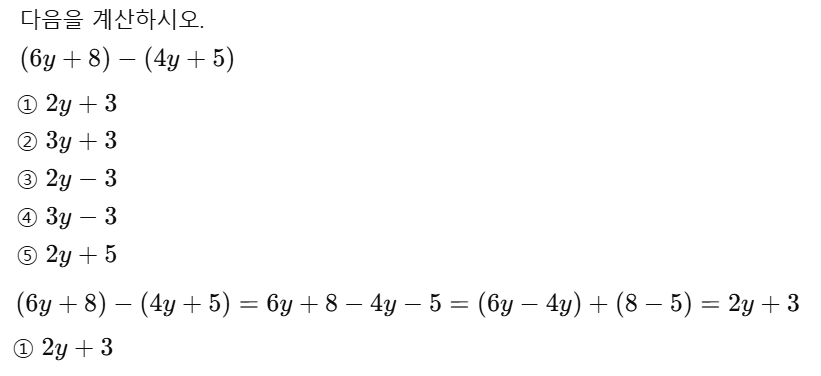 다음을 계산하시오.
(6y + 8) − (4y + 5)
① 2y + 3
② 3y + 3
③ 2y − 3
④ 3y − 3
⑤ 2y + 5
(6y + 8) − (4y + 5) = 6y + 8 − 4y − 5 = (6y − 4y) + (8 − 5) = 2y + 3
① 2y + 3